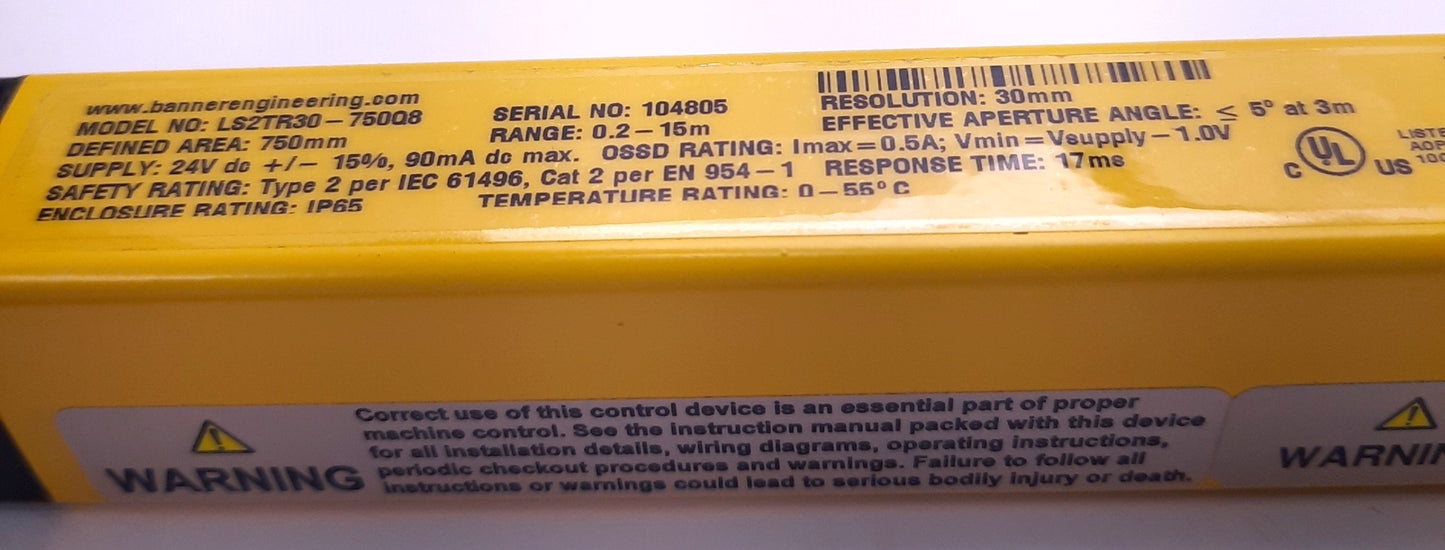 www.bannerengineering.com
MODEL NO: LS2TR30-750Q8 SERIAL NO: 104805 RESOLUTION: 30mm
DEFINED AREA: 750mm RANGE: 0.2-15m EFFECTIVE APERTURE ANGLE: ≤ 5° at 3m
SUPPLY: 24V dc +/- 15%, 90mA dc max. OSSD RATING: Imax=0.5A; Vmin=Vsupply-1.0V
SAFETY RATING: Type 2 per IEC 61496, Cat 2 per EN 954-1 RESPONSE TIME: 17ms
ENCLOSURE RATING: IP65 TEMPERATURE RATING: 0-55°C
C UL US
WARNING
Correct use of this control device is an essential part of proper
machine control. See the instruction manual packed with this device
for all installation details, wiring diagrams, operating instructions,
periodic checkout procedures and warnings. Failure to follow all
instructions or warnings could lead to serious bodily injury or death.